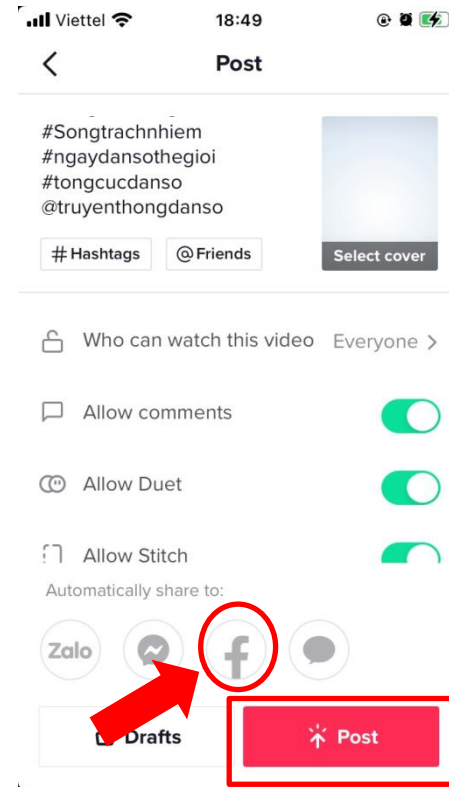 Viettel 18:49
Post
#Songtrachnhiem
#ngaydansothegioi
#tongcucdanso
@truyenthongdanso
# Hashtags @ Friends
Select cover
Who can watch this video Everyone >
Allow comments
Allow Duet
Allow Stitch
Automatically share to:
Zalo f
Drafts Post